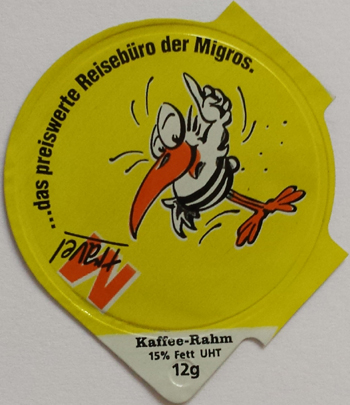 ...das preiswerte Reisebüro der Migros.
M travel
Kaffee-Rahm
15% Fett UHT
12g